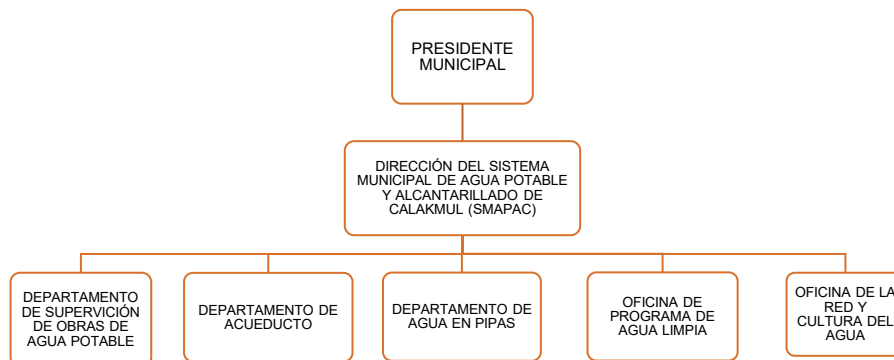 PRESIDENTE
MUNICIPAL
DIRECCIÓN DEL SISTEMA
MUNICIPAL DE AGUA POTABLE
Y ALCANTARILLADO DE
CALAKMUL (SMAPAC)
DEPARTAMENTO
DE SUPERVICIÓN
DE OBRAS DE
AGUA POTABLE
DEPARTAMENTO DE
ACUEDUCTO
DEPARTAMENTO DE
AGUA EN PIPAS
OFICINA DE
PROGRAMA DE
AGUA LIMPIA
OFICINA DE LA
RED Y
CULTURA DEL
AGUA